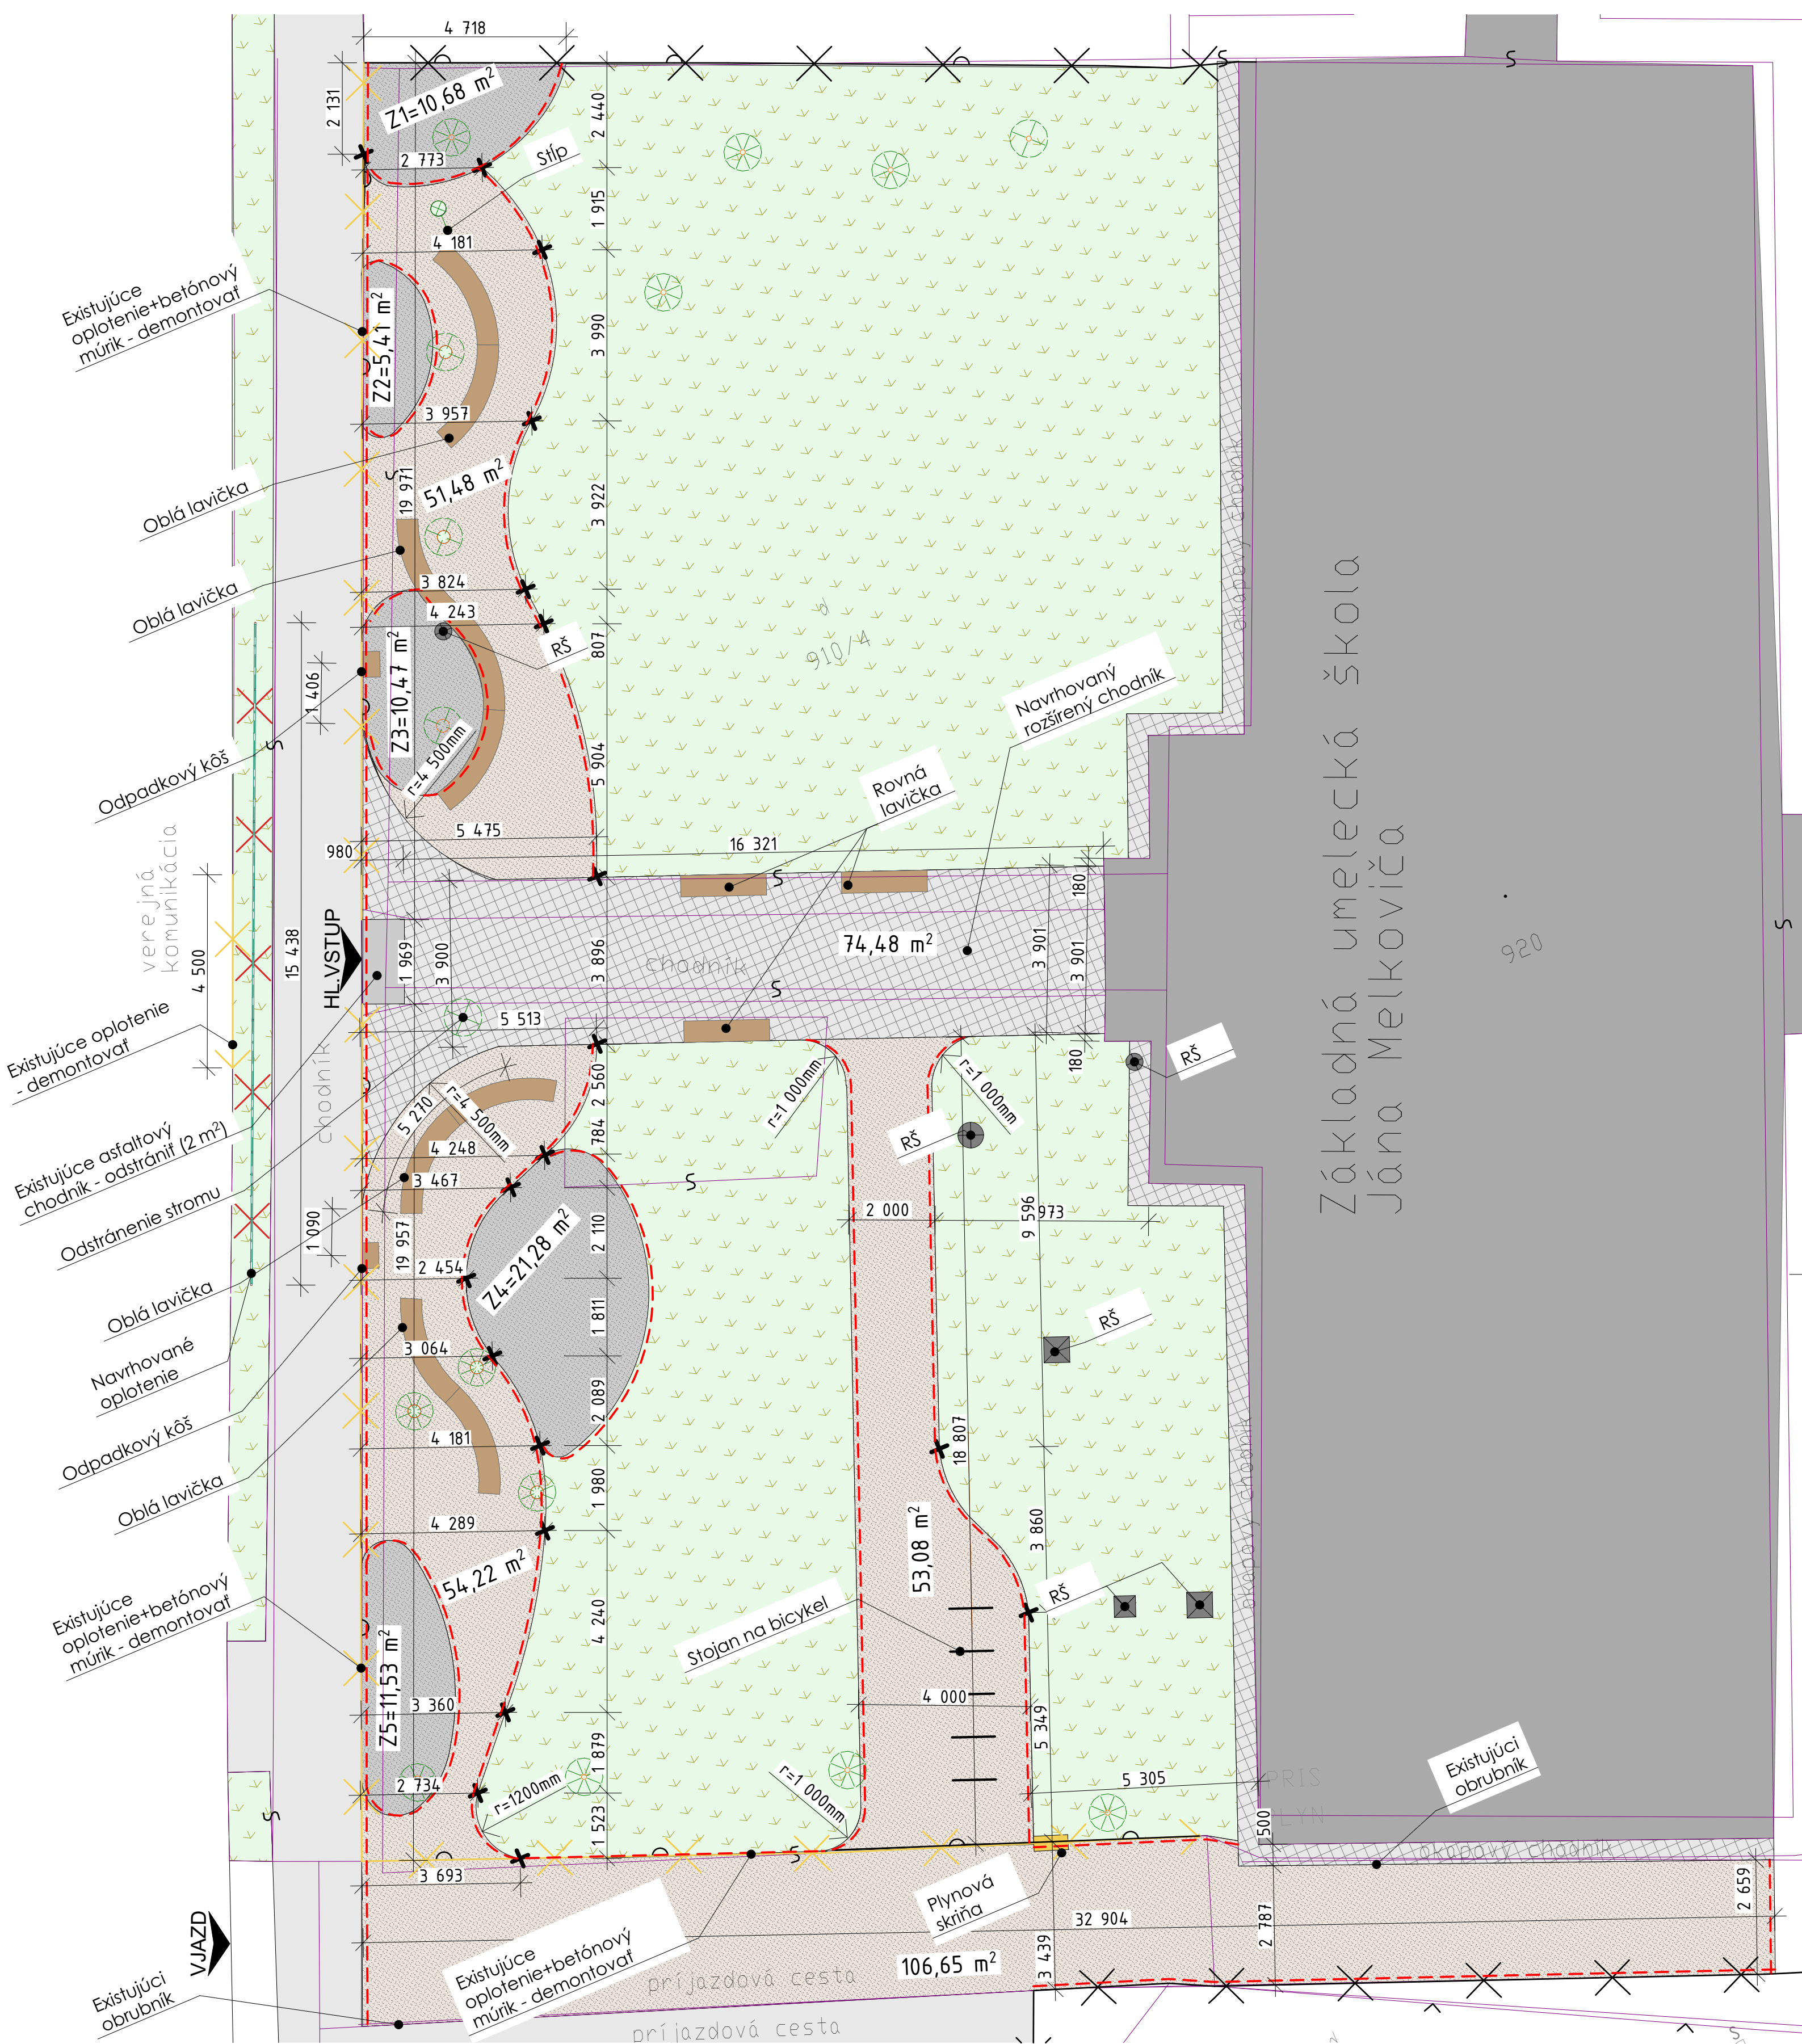 4 718
2 131
Z1=10,68 m²
2 773
2 440
Stĺp
1 915
4 181
Existujúce
oplotenie+betónový
múrik - demontovať
Z2=5,41 m²
3 990
3 957
19 971
51,48 m²
Oblá lavička
3 922
3 824
4 243
Oblá lavička
RŠ
807
Z3=10,47 m²
1 406
r=4 500mm
Odpadkový kôš
910/4
Navrhovaný
rozšírený chodník
Rovná
lavička
5 904
5 475
980
16 321
180
verejná
komunikácia
4 500
15 438
HL.VSTUP
1 969
3 900
3 896
chodník
74,48 m²
3 901
3 901
180
Základná umelecká škola
Jána Melkoviča
920
okapový chodník
Existujúce oplotenie
- demontovať
chodník
5 513
2 560
5 270
r=4 500mm
784
4 248
3 467
r=1 000mm
r=1 000mm
RŠ
RŠ
Existujúce asfaltový
chodník - odstrániť (2 m²)
Odstránenie stromu
1 090
19 957
2 454
Z4=21,28 m²
2 110
2 000
9 596
973
Oblá lavička
1 811
RŠ
Navrhované
oplotenie
3 064
2 089
Odpadkový kôš
4 181
18 807
Oblá lavička
1 980
4 289
54,22 m²
53,08 m²
3 860
RŠ
Existujúce
oplotenie+betónový
múrik - demontovať
4 240
Stojan na bicykel
Z5=11,53 m²
3 360
4 000
5 349
1 879
2 734
r=1200mm
r=1 000mm
5 305
PRIS
LYN
Existujúci
obrubník
1 523
500
okapový chodník
3 693
Plynová
skriňa
2 659
VJAZD
32 904
2 787
3 439
106,65 m²
Existujúce
oplotenie+betónový
múrik - demontovať
príjazdová cesta
Existujúci
obrubník
príjazdová cesta